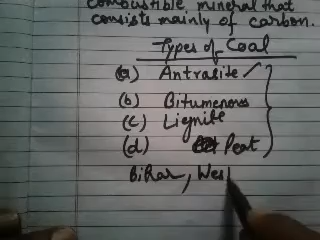 combustible mineral that
consists mainly of carbon.
Types of Coal
(a) Antrasite
(b) Bitumenous
(c) Lignite
(d) Peat
Bihar, Wes